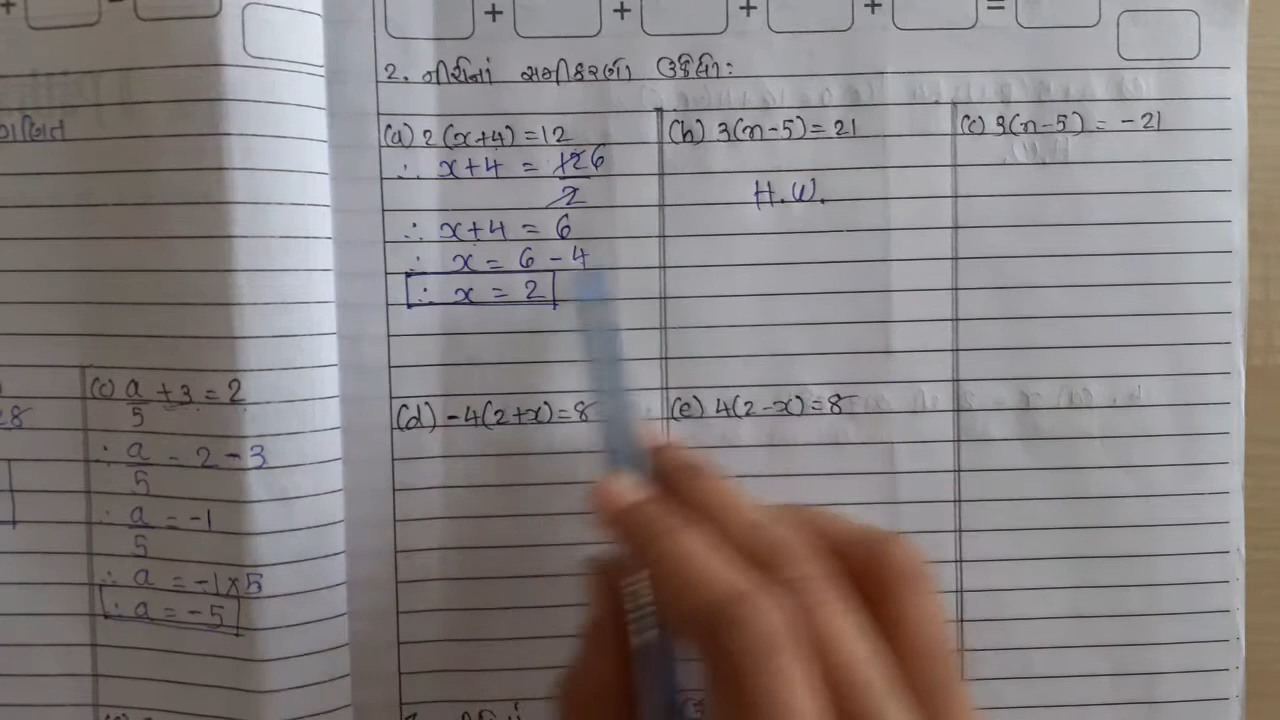 + + + + =
2. નીચેનાં સમીકરણો ઉકેલો:
(a) 2(x+4)=12
∴ x+4 = 12 6
2
∴ x+4 = 6
∴ x = 6 - 4
∴ x = 2
(b) 3(n-5)=21
H.W.
(c) 3(n-5) = -21
(d) -4(2+x)=8
(e) 4(2-x)=8
(c) a/5 + 3 = 2
∴ a/5 = 2 - 3
∴ a/5 = -1
∴ a = -1×5
∴ a = -5